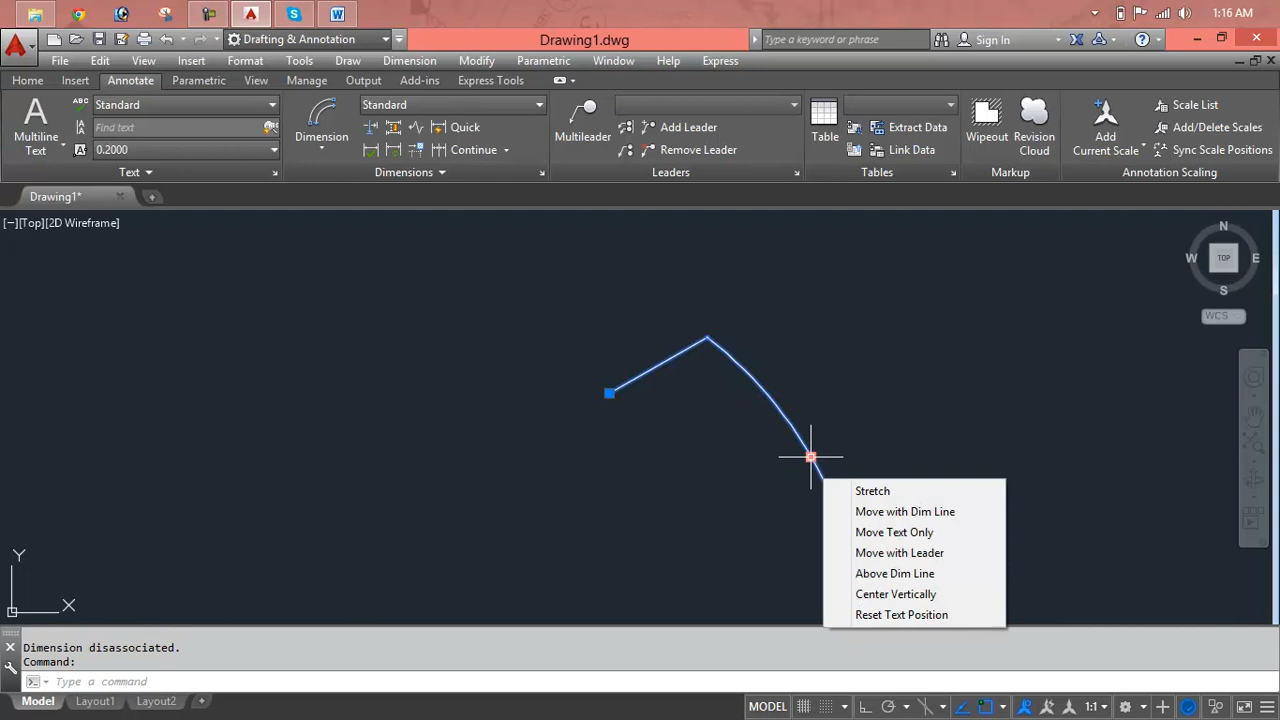 1:16 AM
Drafting & Annotation
Drawing1.dwg
Type a keyword or phrase
Sign In
File Edit View Insert Format Tools Draw Dimension Modify Parametric Window Help Express
Home Insert Annotate Parametric View Manage Output Add-ins Express Tools
A
Multiline
Text
ABC
Standard
Find text
0.2000
Text
Dimension
Standard
Quick
Continue
Dimensions
Multileader
Add Leader
Remove Leader
Leaders
Table
Extract Data
Link Data
Tables
Wipeout
Revision
Cloud
Markup
Add
Current Scale
Scale List
Add/Delete Scales
Sync Scale Positions
Annotation Scaling
Drawing1*
[−][Top][2D Wireframe]
N
W TOP E
S
WCS
Stretch
Move with Dim Line
Move Text Only
Move with Leader
Above Dim Line
Center Vertically
Reset Text Position
Y
X
Dimension disassociated.
Command:
Type a command
Model Layout1 Layout2 +
MODEL
1:1